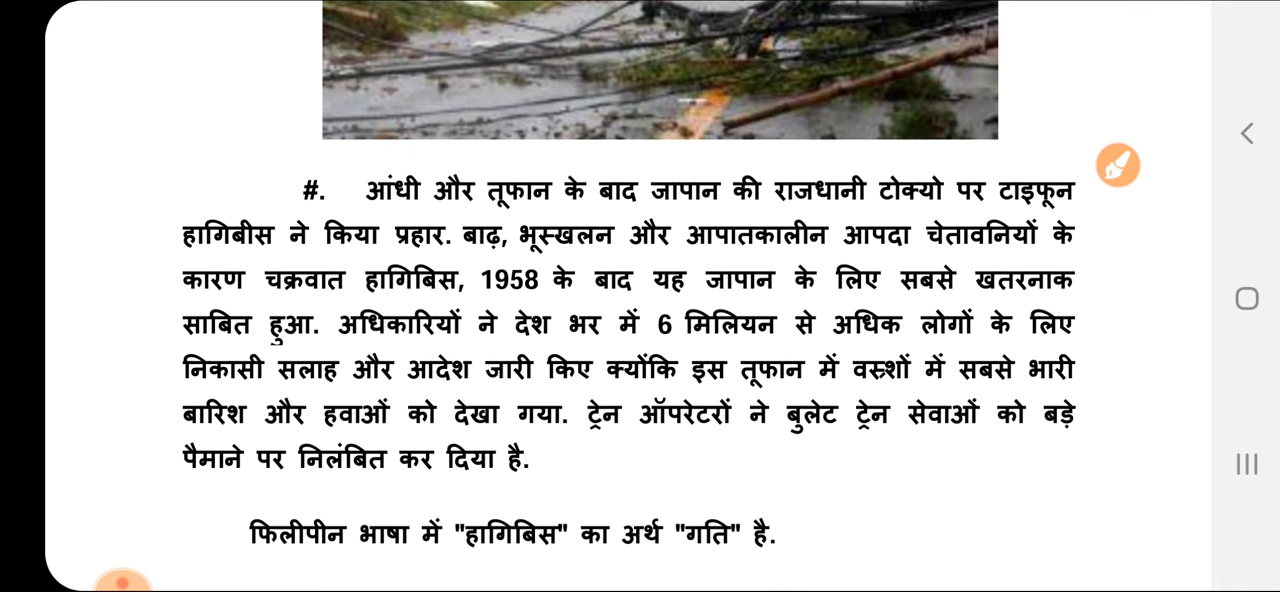 #. आंधी और तूफान के बाद जापान की राजधानी टोक्यो पर टाइफून
हागिबीस ने किया प्रहार. बाढ़, भूस्खलन और आपातकालीन आपदा चेतावनियों के
कारण चक्रवात हागिबिस, 1958 के बाद यह जापान के लिए सबसे खतरनाक
साबित हुआ. अधिकारियों ने देश भर में 6 मिलियन से अधिक लोगों के लिए
निकासी सलाह और आदेश जारी किए क्योंकि इस तूफान में वस्र्शों में सबसे भारी
बारिश और हवाओं को देखा गया. ट्रेन ऑपरेटरों ने बुलेट ट्रेन सेवाओं को बड़े
पैमाने पर निलंबित कर दिया है.
फिलीपीन भाषा में "हागिबिस" का अर्थ "गति" है.